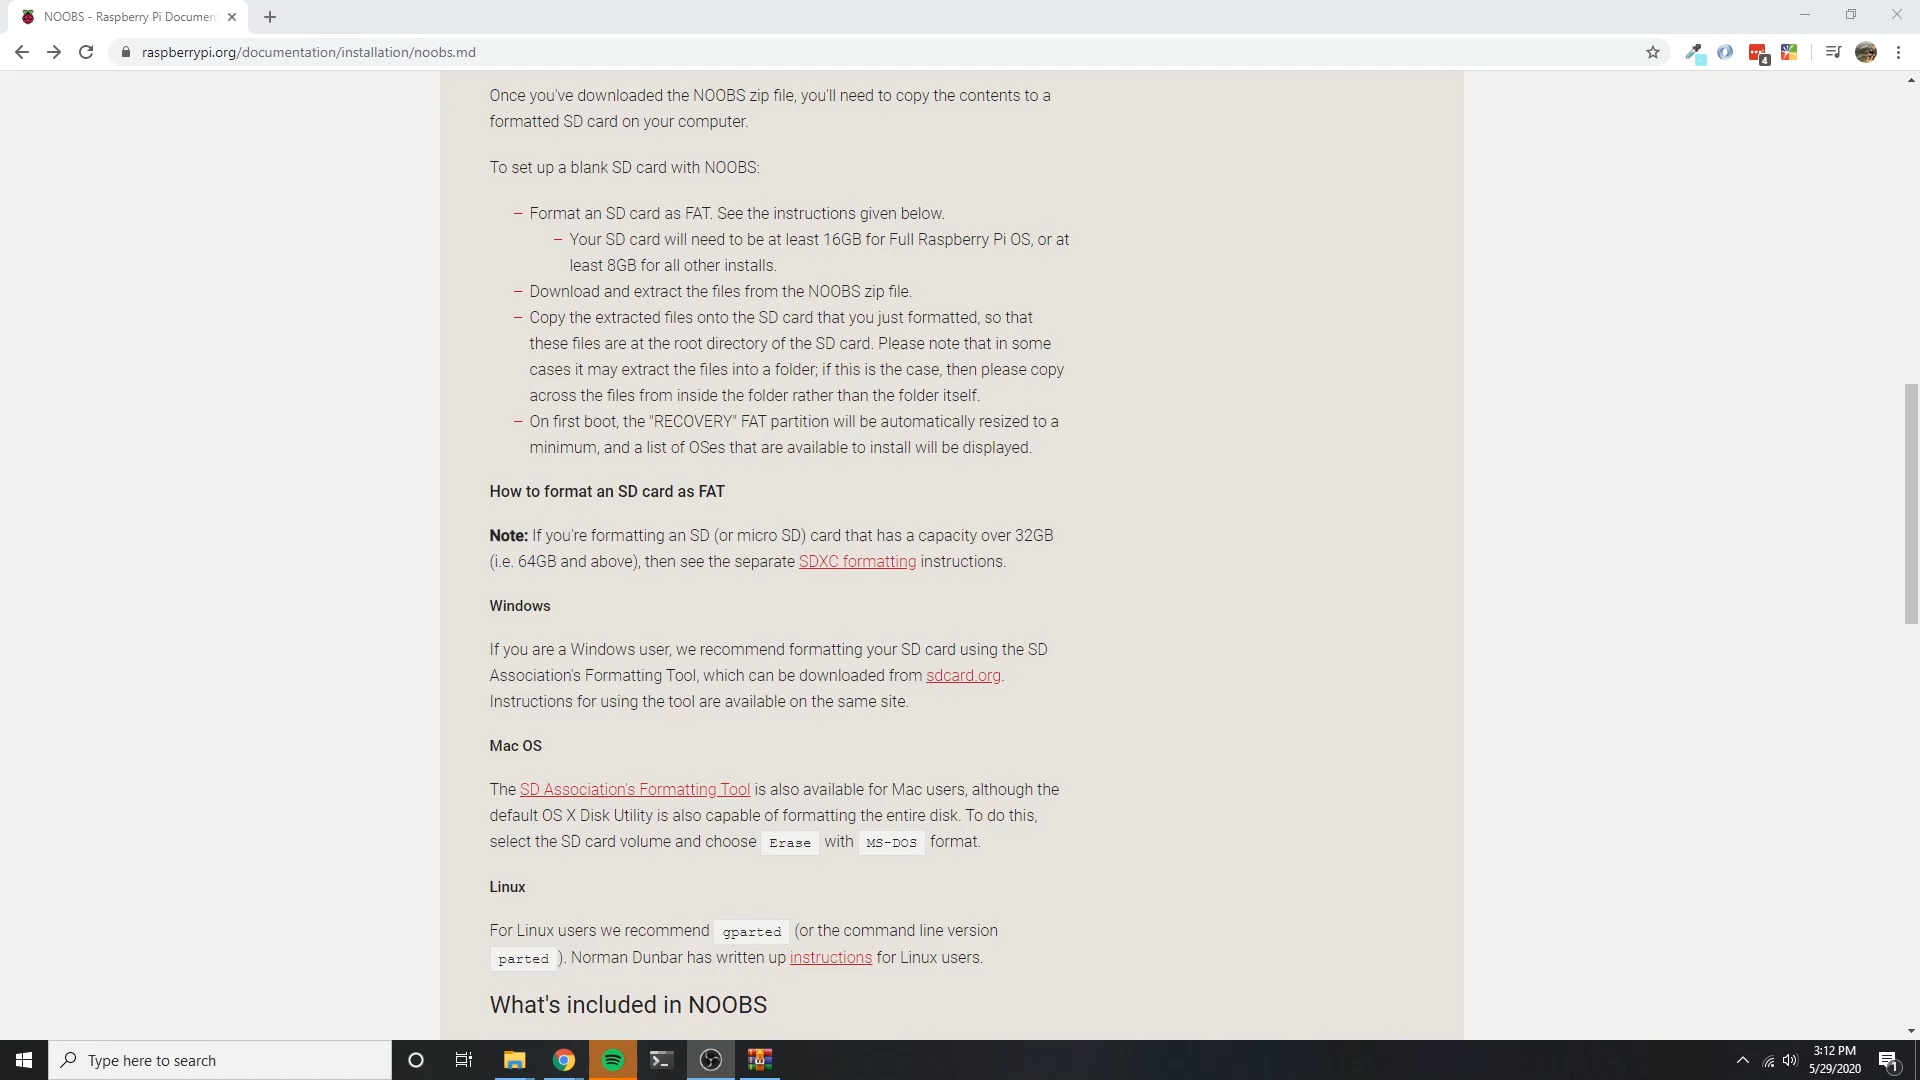 NOOBS - Raspberry Pi Documen
raspberrypi.org/documentation/installation/noobs.md
4
Once you've downloaded the NOOBS zip file, you'll need to copy the contents to a
formatted SD card on your computer.
To set up a blank SD card with NOOBS:
– Format an SD card as FAT. See the instructions given below.
– Your SD card will need to be at least 16GB for Full Raspberry Pi OS, or at
least 8GB for all other installs.
– Download and extract the files from the NOOBS zip file.
– Copy the extracted files onto the SD card that you just formatted, so that
these files are at the root directory of the SD card. Please note that in some
cases it may extract the files into a folder; if this is the case, then please copy
across the files from inside the folder rather than the folder itself.
– On first boot, the "RECOVERY" FAT partition will be automatically resized to a
minimum, and a list of OSes that are available to install will be displayed.
How to format an SD card as FAT
Note: If you're formatting an SD (or micro SD) card that has a capacity over 32GB
(i.e. 64GB and above), then see the separate SDXC formatting instructions.
Windows
If you are a Windows user, we recommend formatting your SD card using the SD
Association's Formatting Tool, which can be downloaded from sdcard.org.
Instructions for using the tool are available on the same site.
Mac OS
The SD Association's Formatting Tool is also available for Mac users, although the
default OS X Disk Utility is also capable of formatting the entire disk. To do this,
select the SD card volume and choose Erase with MS-DOS format.
Linux
For Linux users we recommend gparted (or the command line version
parted ). Norman Dunbar has written up instructions for Linux users.
What's included in NOOBS
Type here to search
3:12 PM
5/29/2020
1